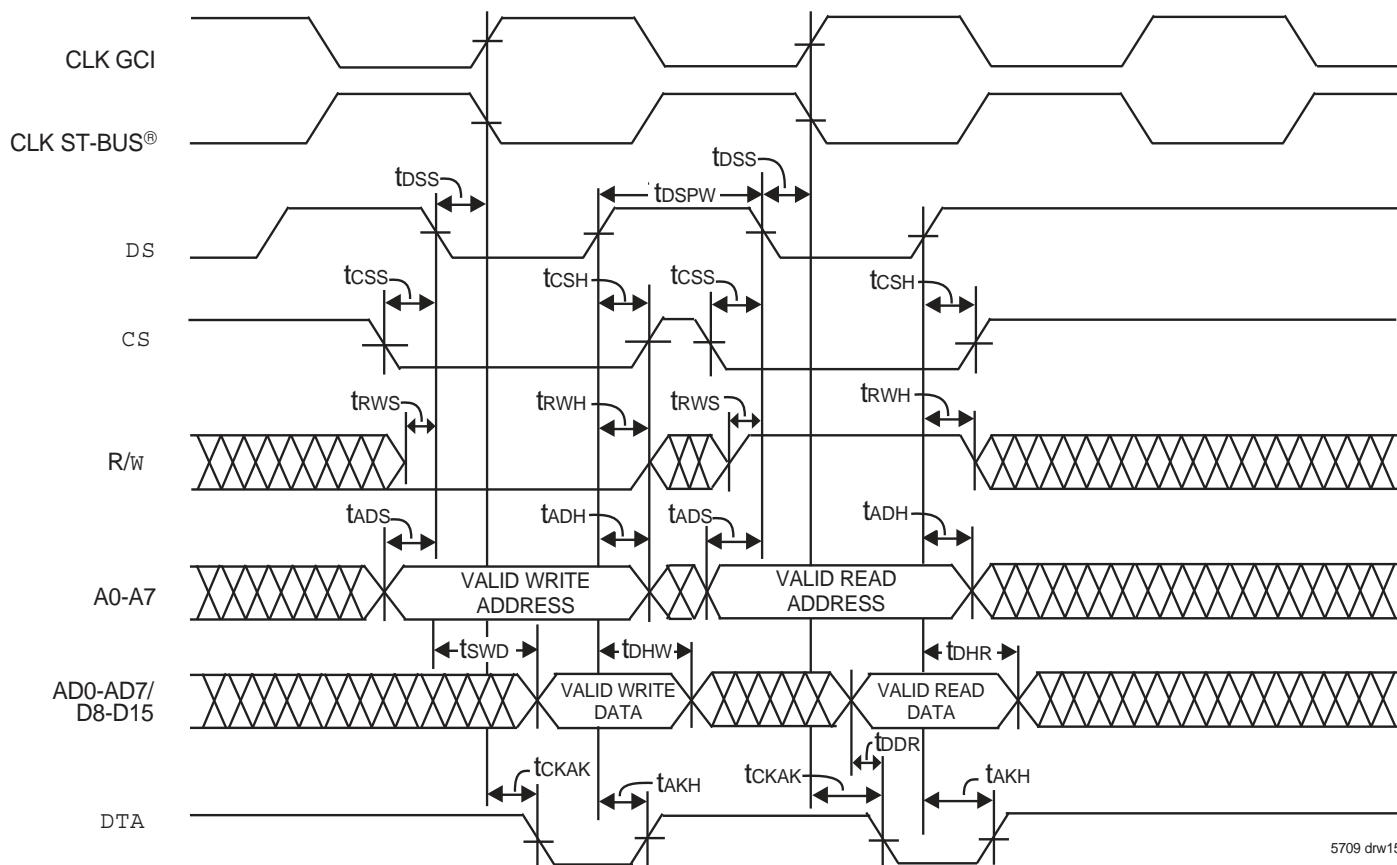 CLK GCI
CLK ST-BUS®
tDSS
tDSPW
tDSS
DS
tCSS
tCSH
tCSS
tCSH
CS
tRWS
tRWH
tRWS
tRWH
R/W
tADS
tADH
tADS
tADH
A0-A7
VALID WRITE
ADDRESS
VALID READ
ADDRESS
tSWD
tDHW
tDHR
AD0-AD7/
D8-D15
VALID WRITE
DATA
VALID READ
DATA
tDDR
tCKAK
tAKH
tCKAK
tAKH
DTA
5709 drw15